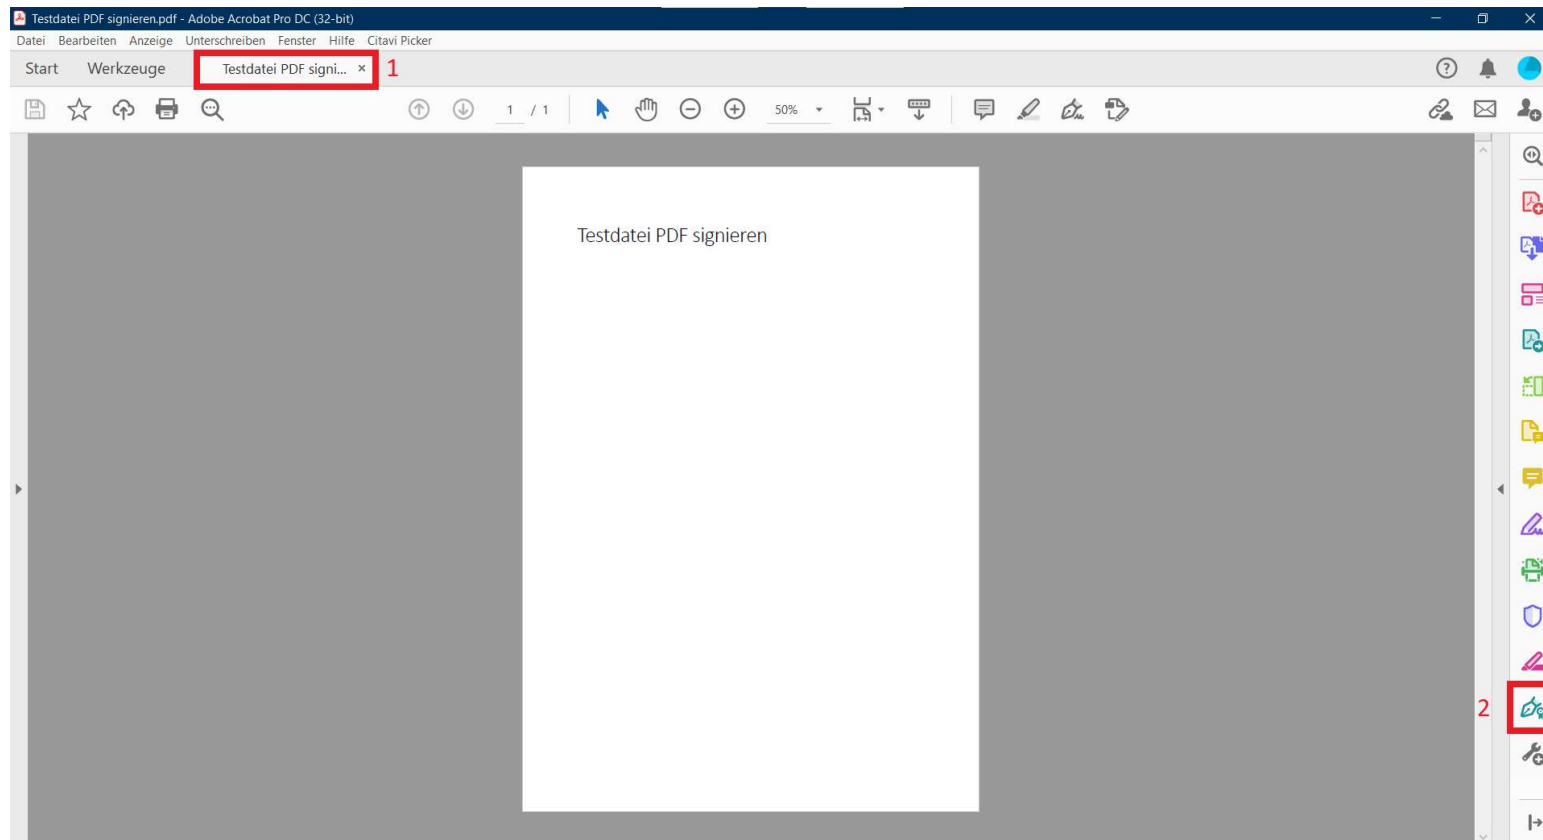 Testdatei PDF signieren.pdf - Adobe Acrobat Pro DC (32-bit)
Datei Bearbeiten Anzeige Unterschreiben Fenster Hilfe Citavi Picker
Start Werkzeuge Testdatei PDF signi... × 1
1 / 1 50%
Testdatei PDF signieren
2